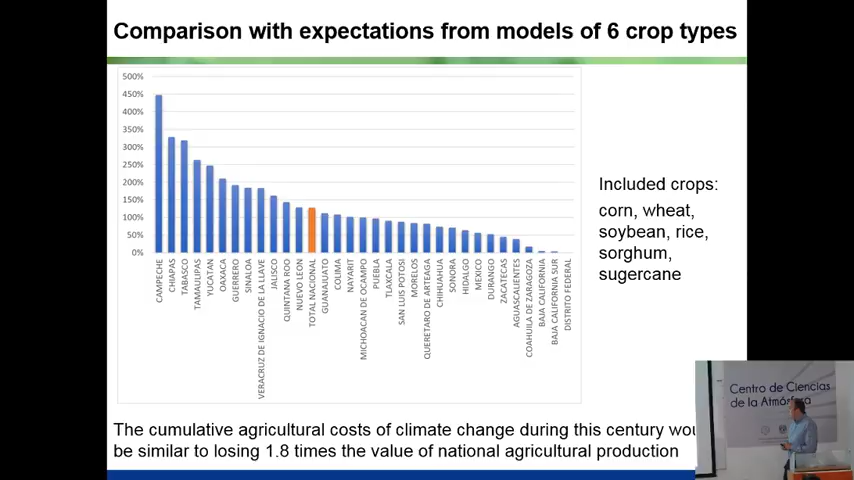 Comparison with expectations from models of 6 crop types
500%
450%
400%
350%
300%
250%
200%
150%
100%
50%
0%
CAMPECHE
CHIAPAS
TABASCO
TAMAULIPAS
YUCATAN
OAXACA
GUERRERO
SINALOA
VERACRUZ DE IGNACIO DE LA LLAVE
JALISCO
QUINTANA ROO
NUEVO LEON
TOTAL NACIONAL
GUANAJUATO
COLIMA
NAYARIT
MICHOACAN DE OCAMPO
PUEBLA
TLAXCALA
SAN LUIS POTOSI
MORELOS
QUERETARO DE ARTEAGA
CHIHUAHUA
SONORA
HIDALGO
MEXICO
DURANGO
ZACATECAS
AGUASCALIENTES
COAHUILA DE ZARAGOZA
BAJA CALIFORNIA
BAJA CALIFORNIA SUR
DISTRITO FEDERAL
Included crops:
corn, wheat,
soybean, rice,
sorghum,
sugercane
The cumulative agricultural costs of climate change during this century wou
be similar to losing 1.8 times the value of national agricultural production
Centro de Ciencias
de la Atmósfera